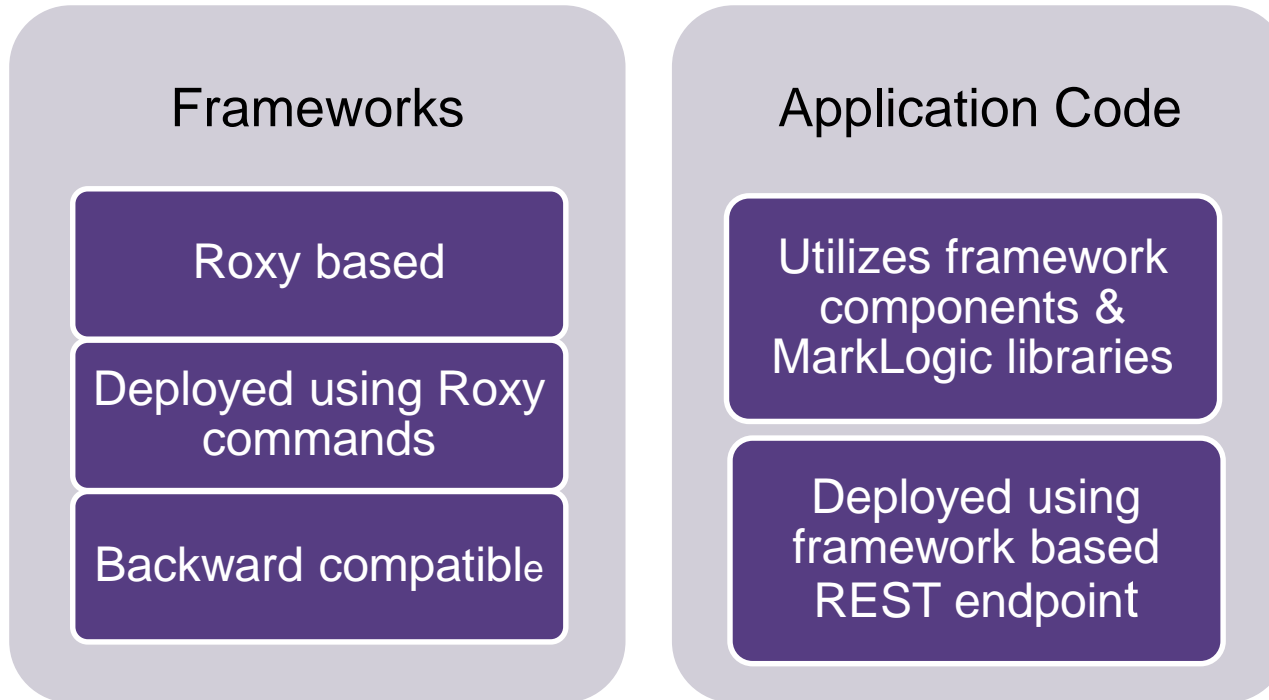 Frameworks
Roxy based
Deployed using Roxy
commands
Backward compatible
Application Code
Utilizes framework
components &
MarkLogic libraries
Deployed using
framework based
REST endpoint